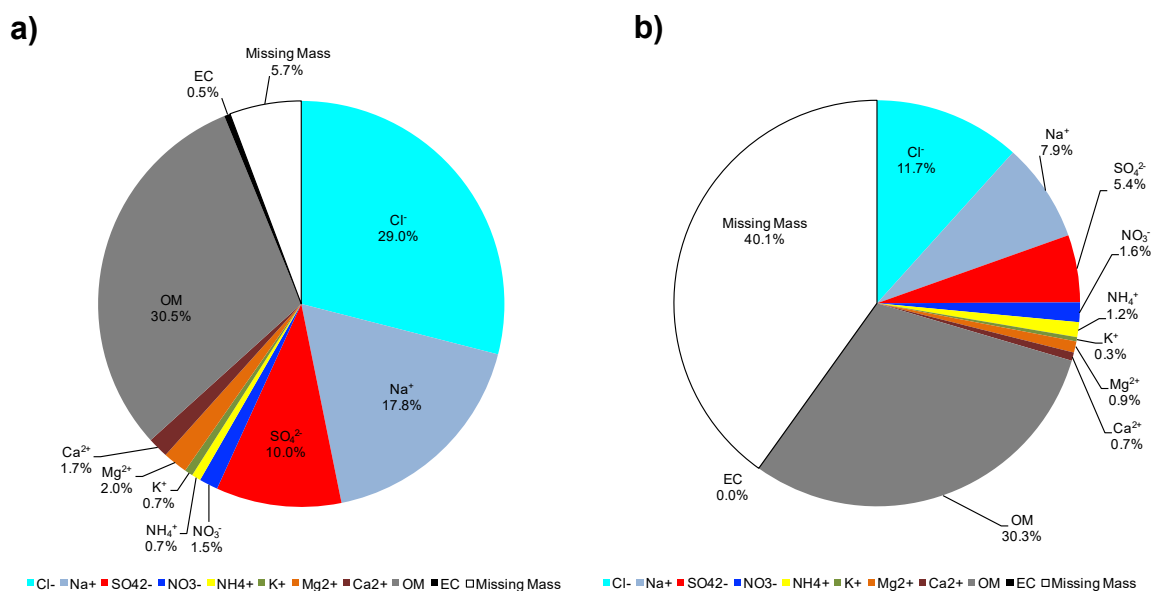 a)
Missing Mass
5.7%
EC
0.5%
Cl⁻
29.0%
OM
30.5%
Na⁺
17.8%
SO₄²⁻
10.0%
Ca²⁺
1.7%
Mg²⁺
2.0%
K⁺
0.7%
NH₄⁺
0.7%
NO₃⁻
1.5%
Cl- Na+ SO42- NO3- NH4+ K+ Mg2+ Ca2+ OM EC Missing Mass
b)
Cl⁻
11.7%
Na⁺
7.9%
SO₄²⁻
5.4%
NO₃⁻
1.6%
NH₄⁺
1.2%
K⁺
0.3%
Mg²⁺
0.9%
Ca²⁺
0.7%
Missing Mass
40.1%
EC
0.0%
OM
30.3%
Cl- Na+ SO42- NO3- NH4+ K+ Mg2+ Ca2+ OM EC Missing Mass